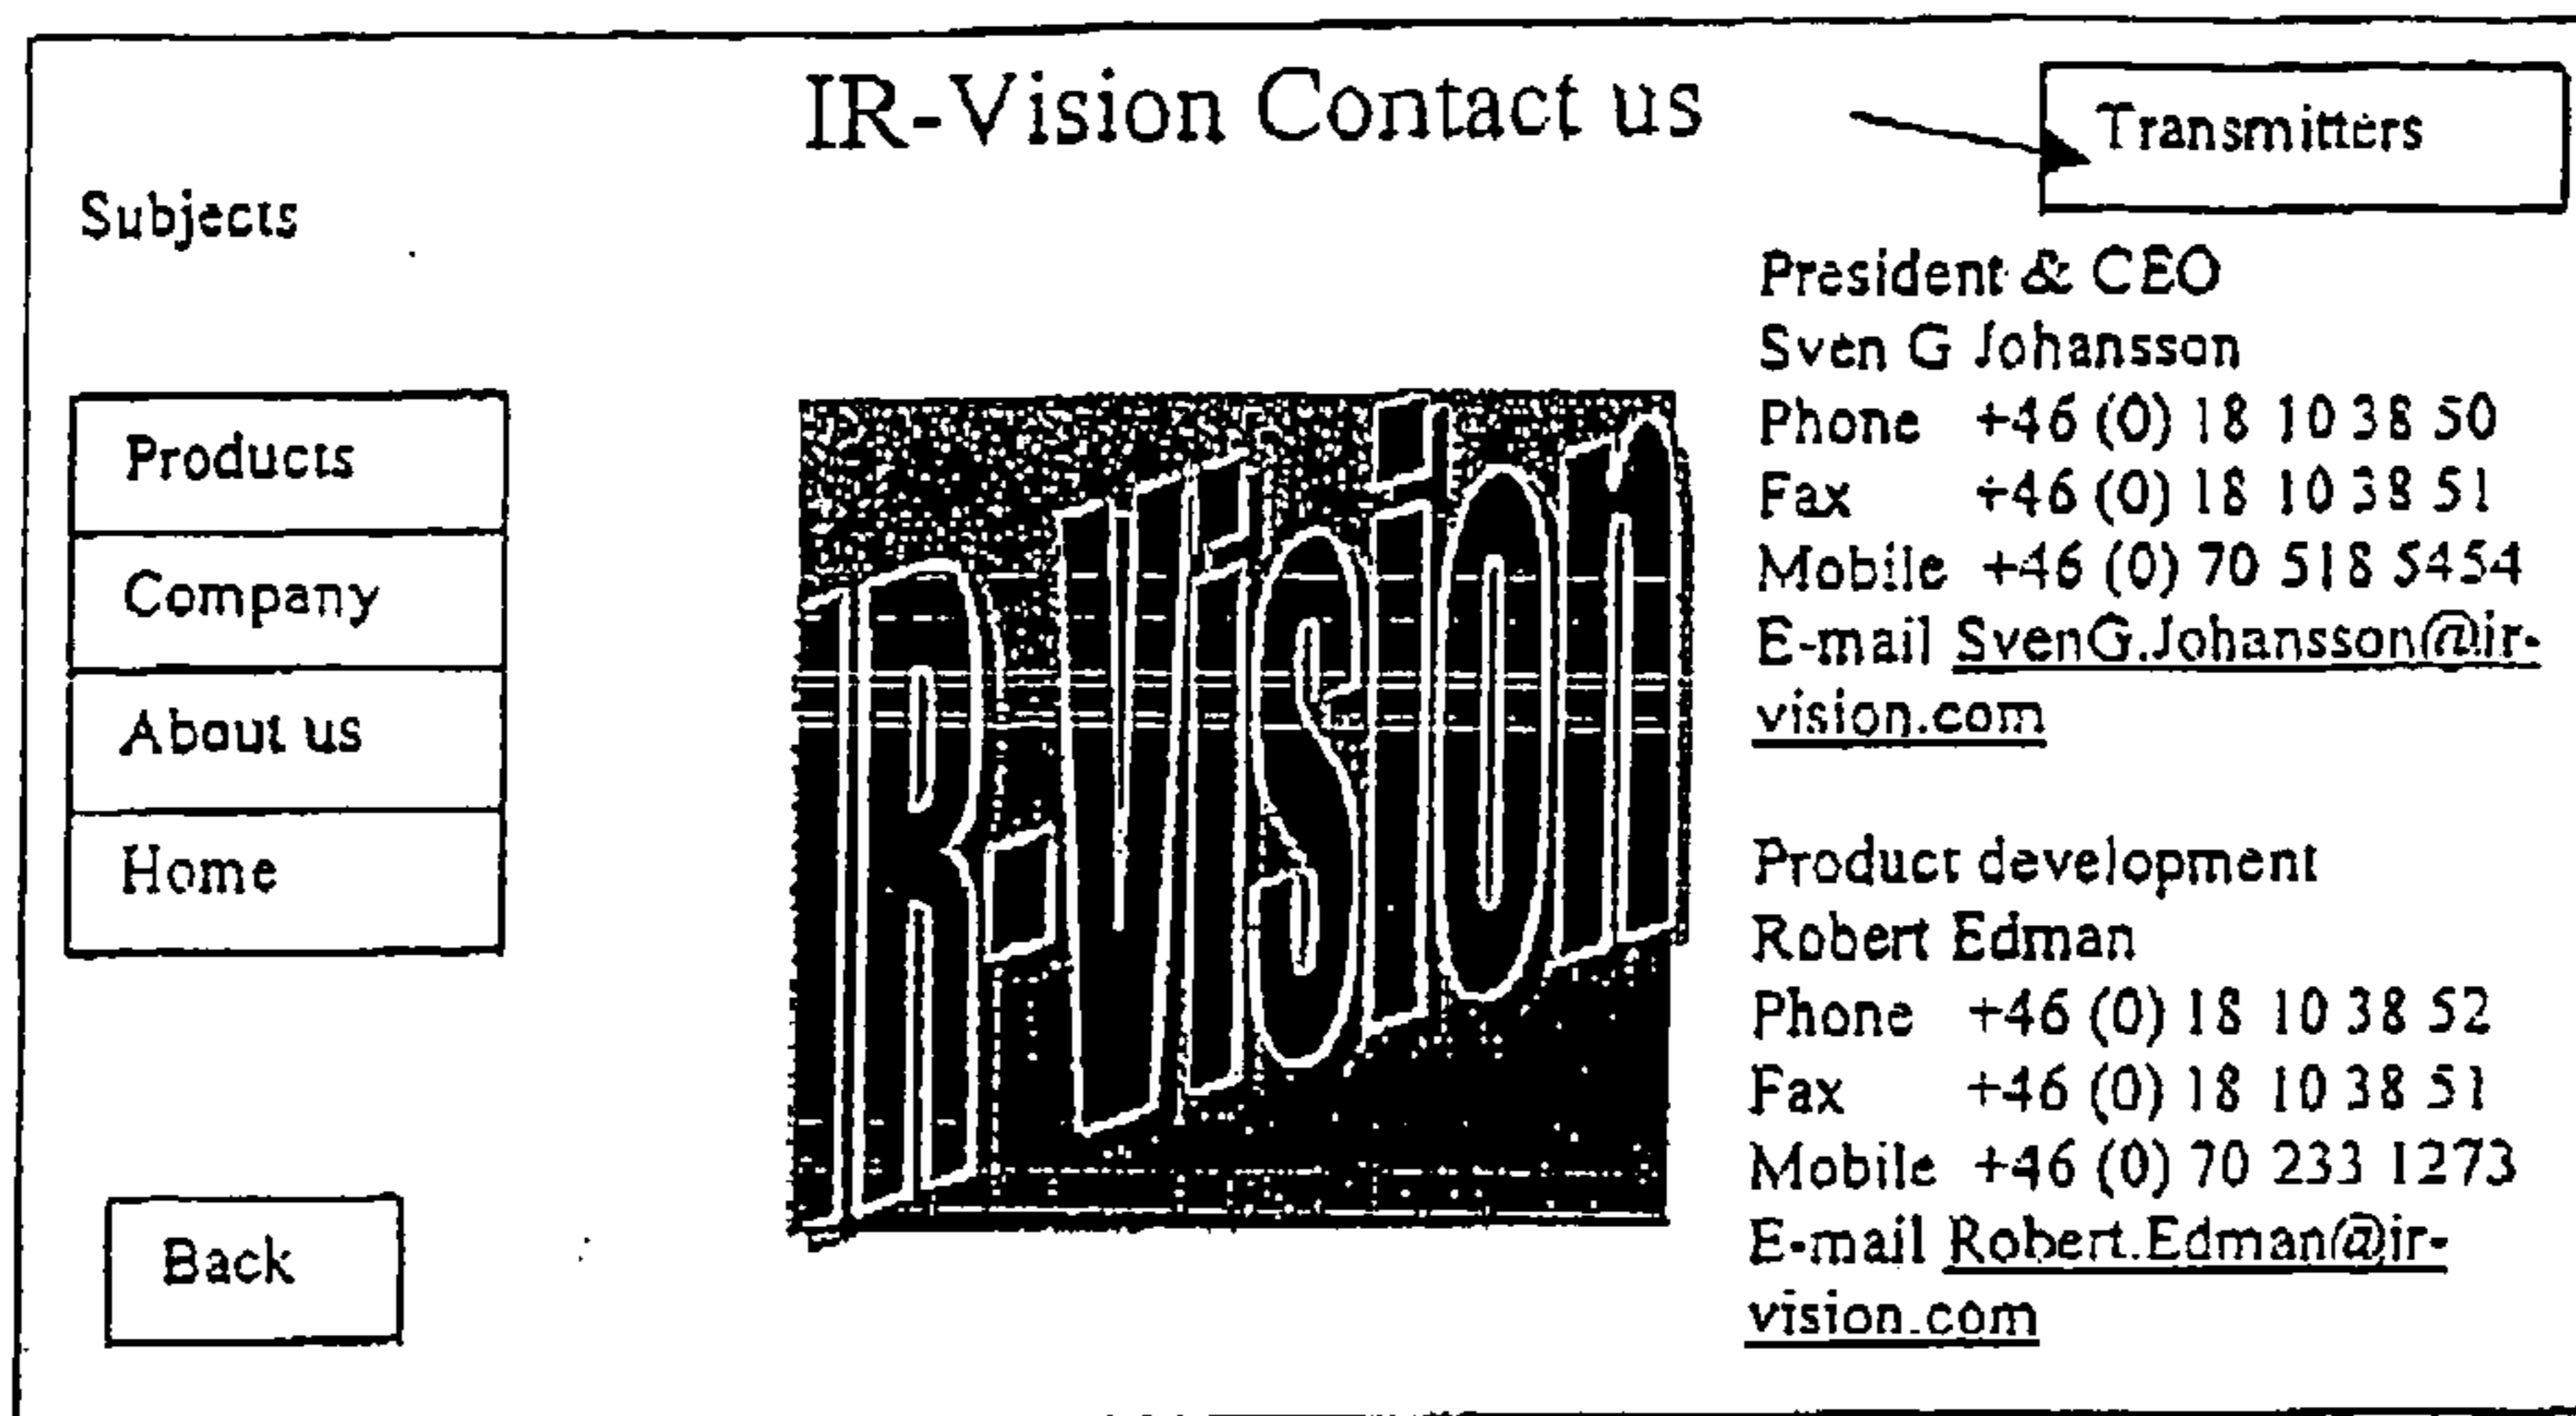 IR-Vision Contact us
Transmitters
Subjects
Products
Company
About us
Home
Back
IR-Vision
President & CEO
Sven G Johansson
Phone +46 (0) 18 10 38 50
Fax +46 (0) 18 10 38 51
Mobile +46 (0) 70 518 5454
E-mail SvenG.Johansson@ir-
vision.com
Product development
Robert Edman
Phone +46 (0) 18 10 38 52
Fax +46 (0) 18 10 38 51
Mobile +46 (0) 70 233 1273
E-mail Robert.Edman@ir-
vision.com